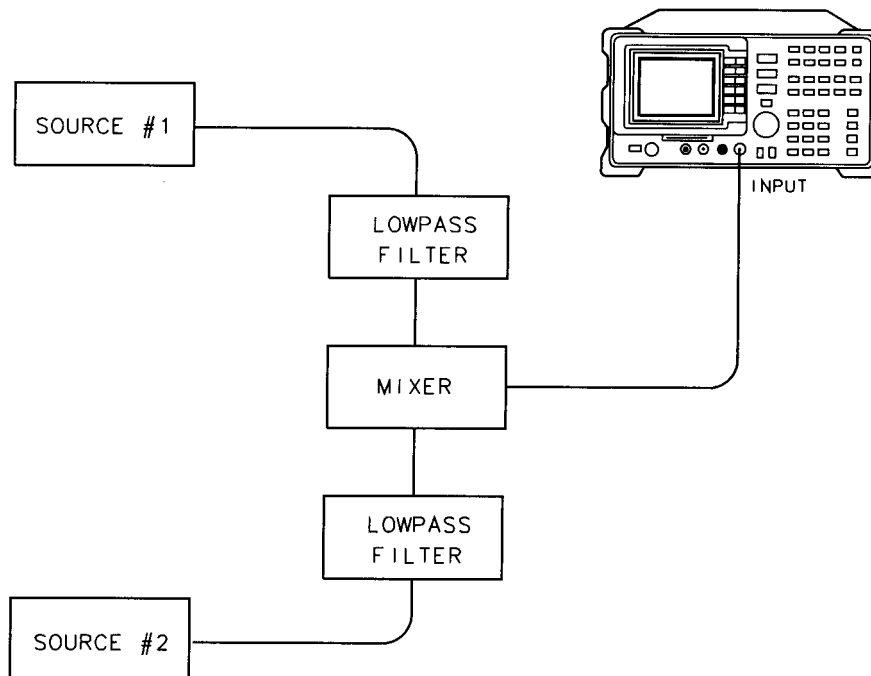 SOURCE #1
INPUT
LOWPASS
FILTER
MIXER
LOWPASS
FILTER
SOURCE #2